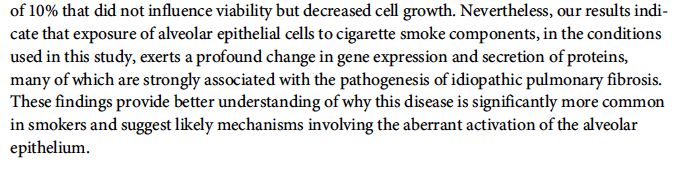 of 10% that did not influence viability but decreased cell growth. Nevertheless, our results indi-
cate that exposure of alveolar epithelial cells to cigarette smoke components, in the conditions
used in this study, exerts a profound change in gene expression and secretion of proteins,
many of which are strongly associated with the pathogenesis of idiopathic pulmonary fibrosis.
These findings provide better understanding of why this disease is significantly more common
in smokers and suggest likely mechanisms involving the aberrant activation of the alveolar
epithelium.